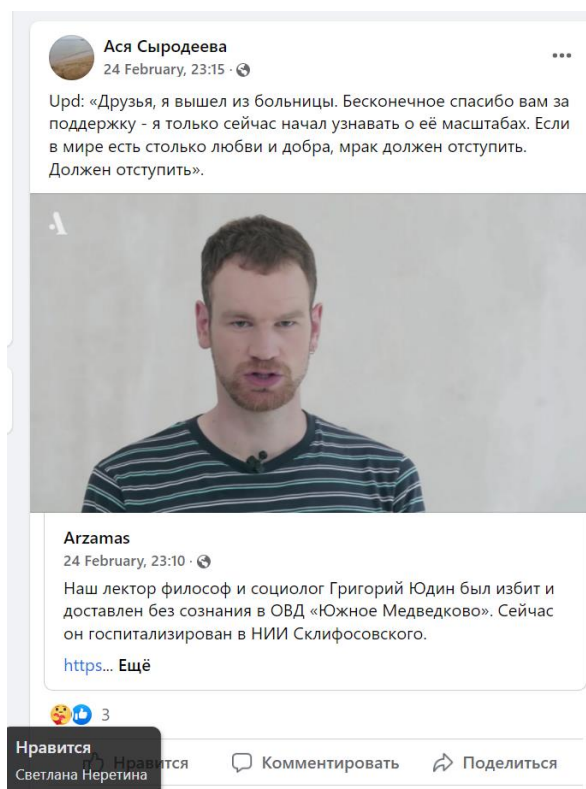 Ася Сыродеева
24 February, 23:15 ·
Upd: «Друзья, я вышел из больницы. Бесконечное спасибо вам за
поддержку - я только сейчас начал узнавать о её масштабах. Если
в мире есть столько любви и добра, мрак должен отступить.
Должен отступить».
Arzamas
24 February, 23:10 ·
Наш лектор философ и социолог Григорий Юдин был избит и
доставлен без сознания в ОВД «Южное Медведково». Сейчас
он госпитализирован в НИИ Склифосовского.
https... Ещё
3
Нравится
Нравится Комментировать Поделиться
Светлана Неретина